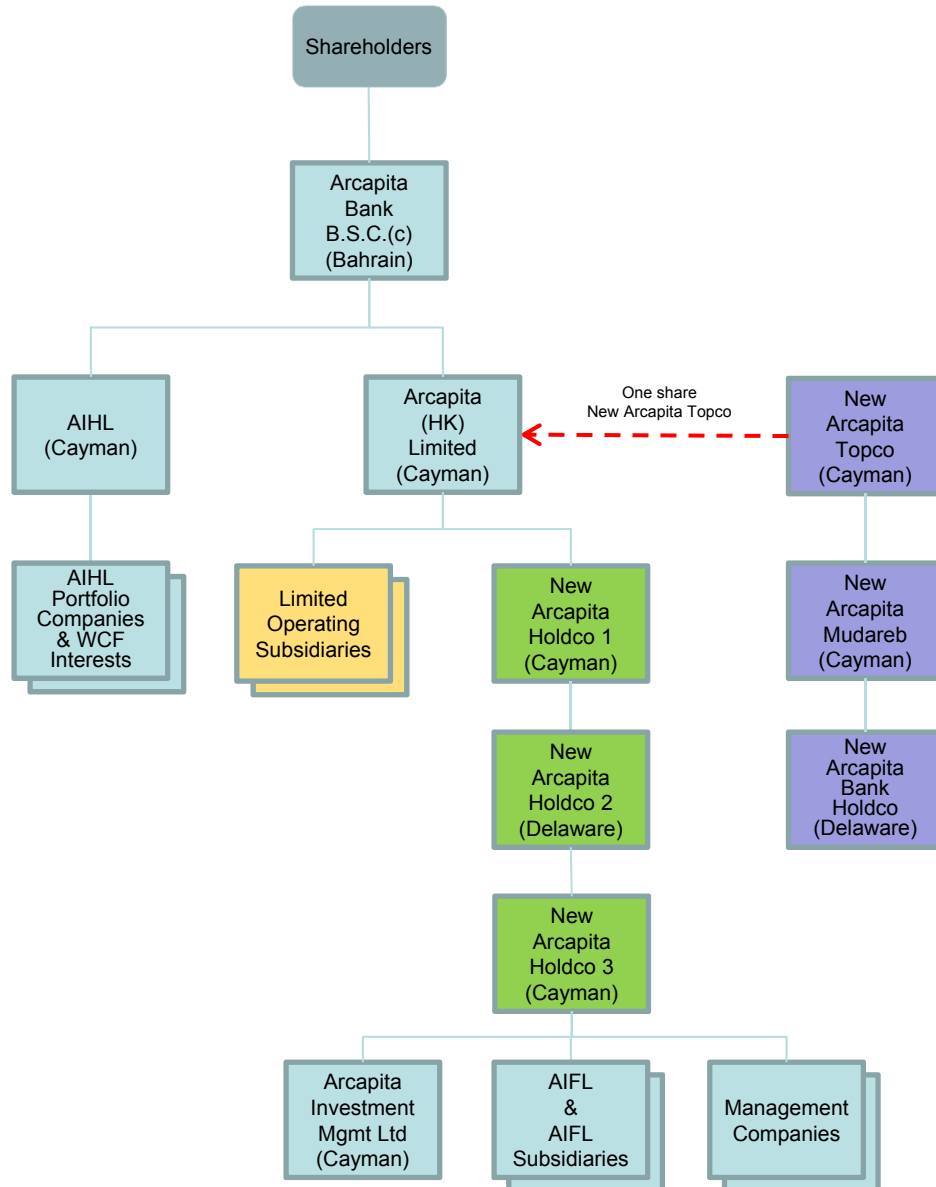 Shareholders
Arcapita
Bank
B.S.C.(c)
(Bahrain)
AIHL
(Cayman)
Arcapita
(HK)
Limited
(Cayman)
One share
New Arcapita Topco
New
Arcapita
Topco
(Cayman)
AIHL
Portfolio
Companies
& WCF
Interests
Limited
Operating
Subsidiaries
New
Arcapita
Holdco 1
(Cayman)
New
Arcapita
Mudareb
(Cayman)
New
Arcapita
Holdco 2
(Delaware)
New
Arcapita
Bank
Holdco
(Delaware)
New
Arcapita
Holdco 3
(Cayman)
Arcapita
Investment
Mgmt Ltd
(Cayman)
AIFL
&
AIFL
Subsidiaries
Management
Companies